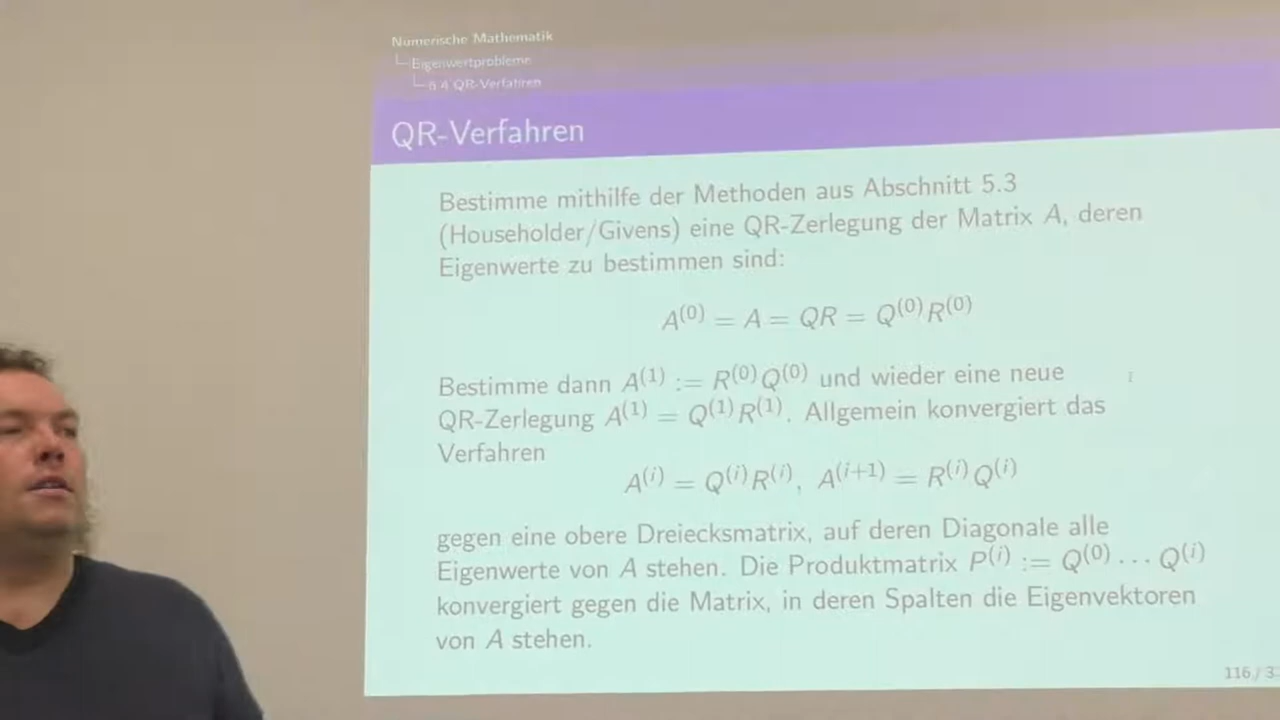 Numerische Mathematik
Eigenwertprobleme
QR-Verfahren
QR-Verfahren
Bestimme mithilfe der Methoden aus Abschnitt 5.3
(Householder/Givens) eine QR-Zerlegung der Matrix A, deren
Eigenwerte zu bestimmen sind:
A^(0) = A = QR = Q^(0)R^(0)
Bestimme dann A^(1) := R^(0)Q^(0) und wieder eine neue
QR-Zerlegung A^(1) = Q^(1)R^(1). Allgemein konvergiert das
Verfahren
A^(i) = Q^(i)R^(i), A^(i+1) = R^(i)Q^(i)
gegen eine obere Dreiecksmatrix, auf deren Diagonale alle
Eigenwerte von A stehen. Die Produktmatrix P^(i) := Q^(0) ... Q^(i)
konvergiert gegen die Matrix, in deren Spalten die Eigenvektoren
von A stehen.
116 / 3